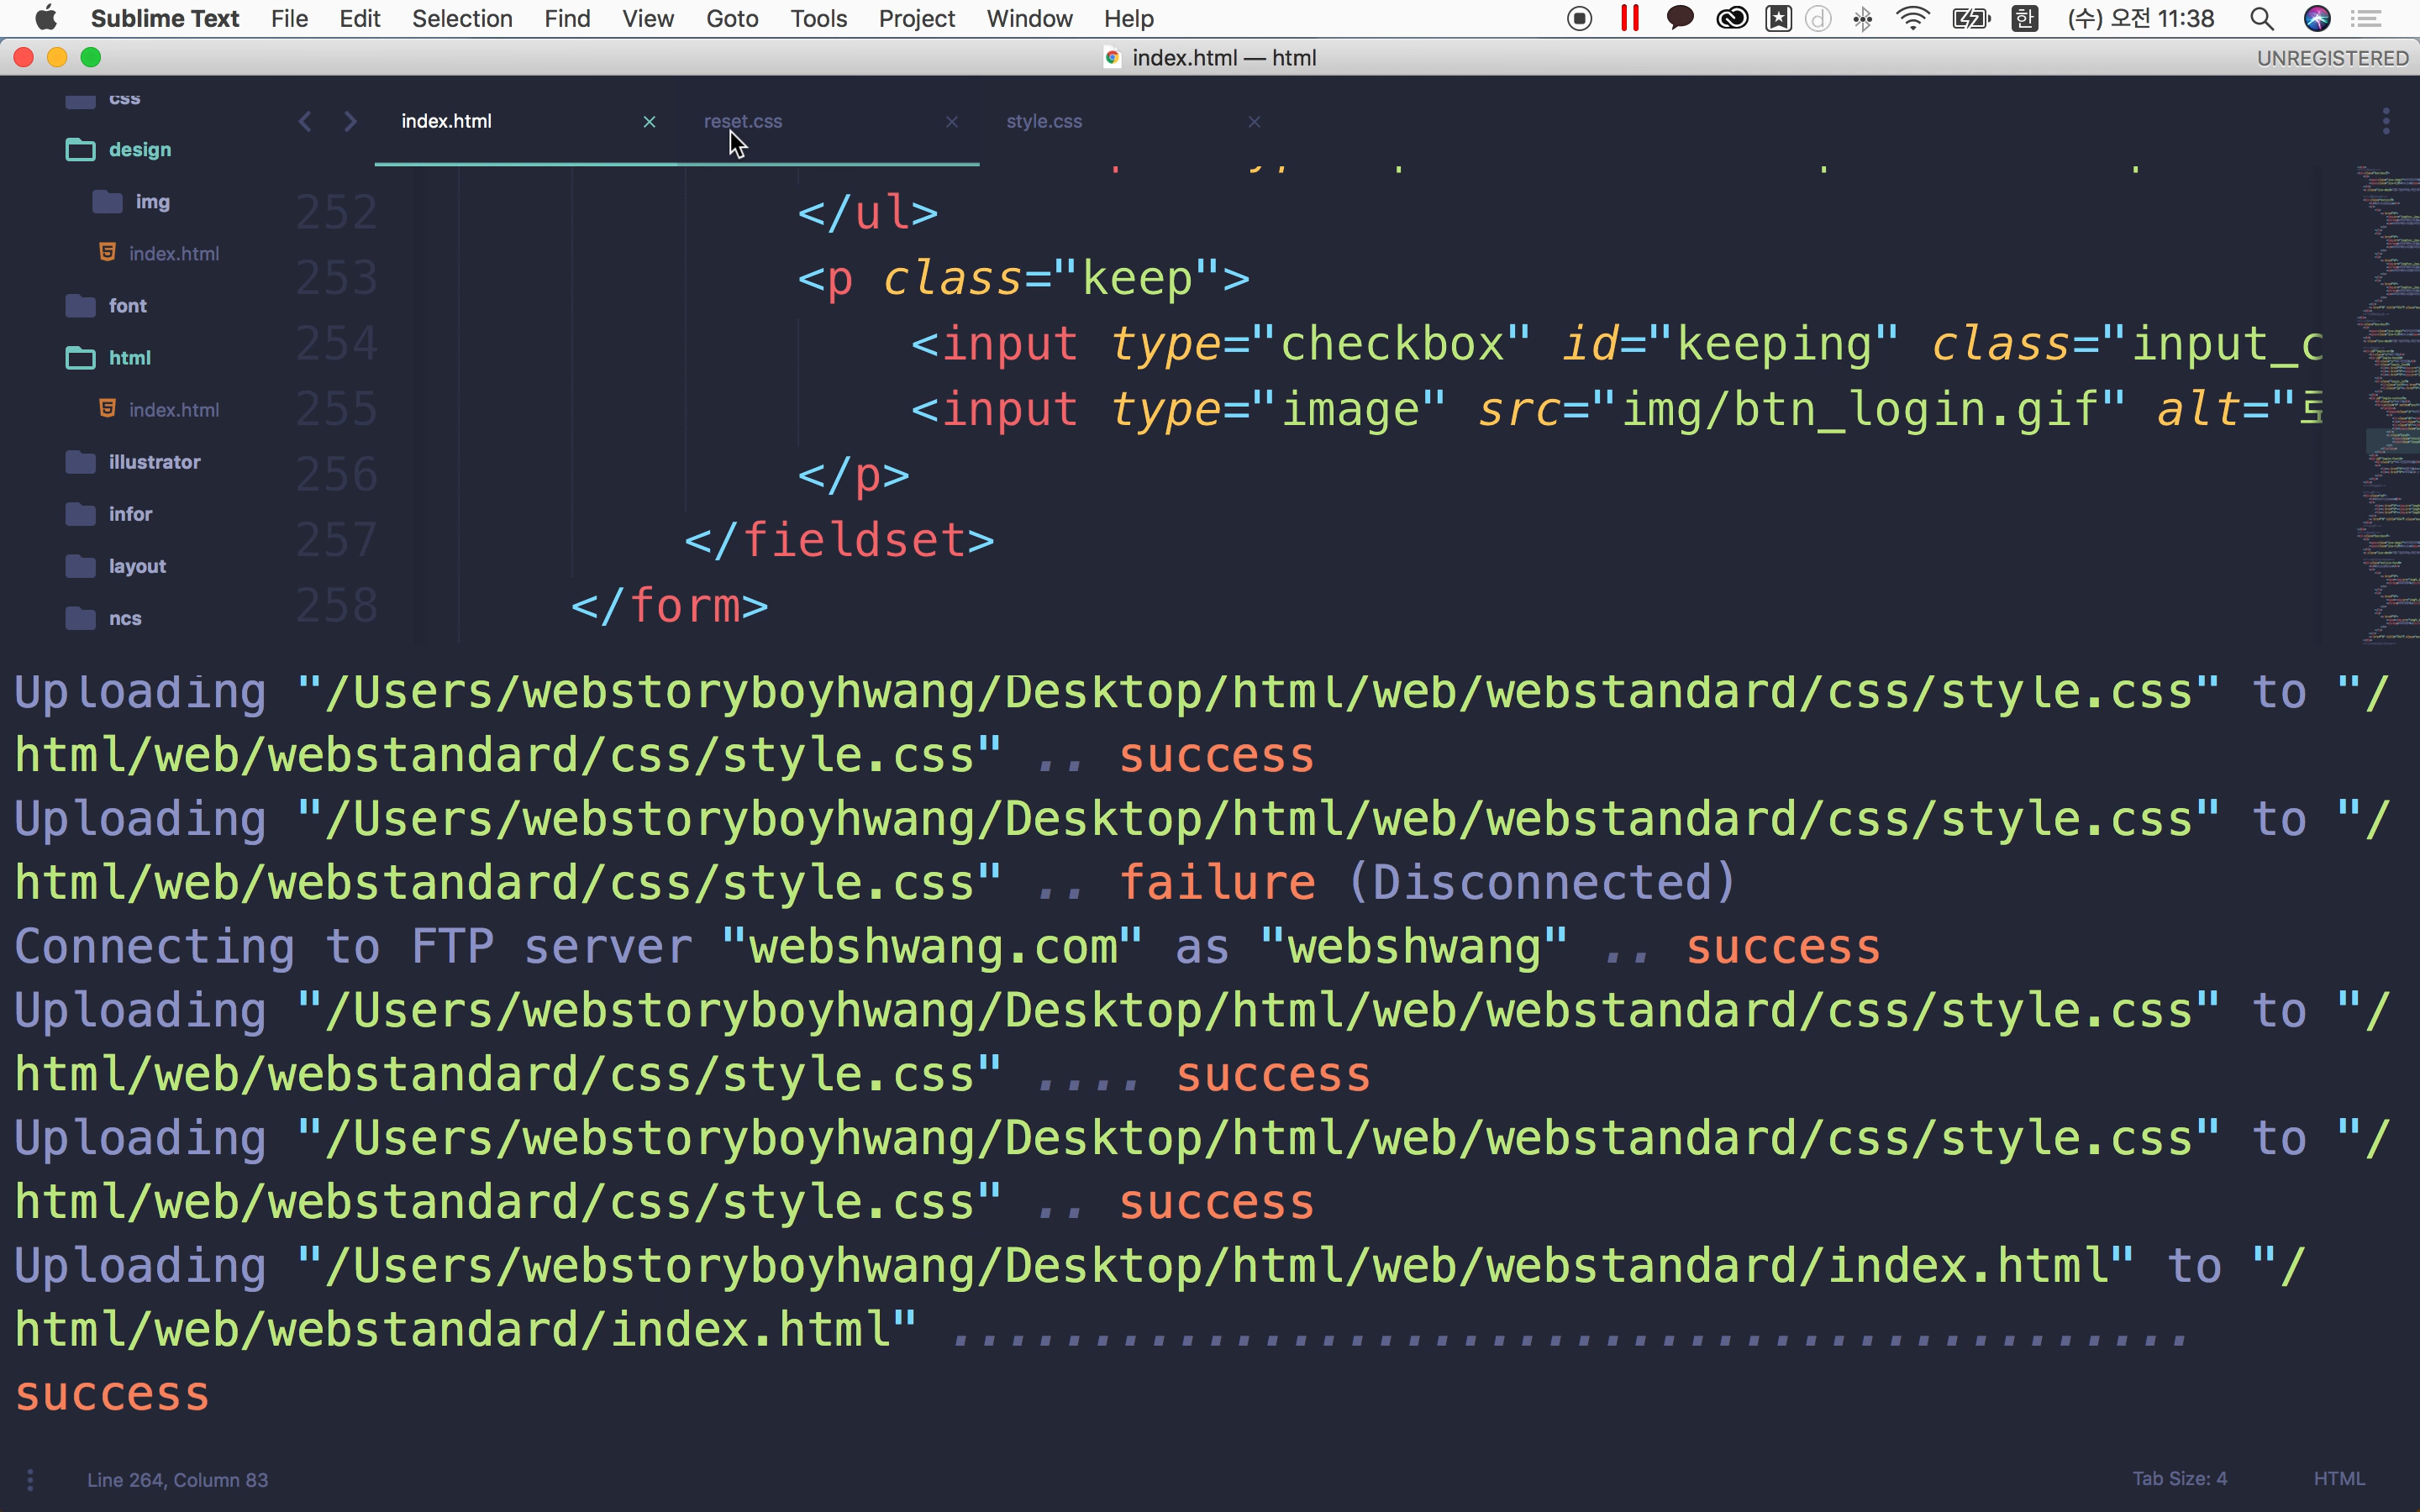 Sublime Text File Edit Selection Find View Goto Tools Project Window Help (수) 오전 11:38
index.html — html UNREGISTERED
css
design
img
index.html
font
html
index.html
illustrator
infor
layout
ncs
index.html reset.css style.css
252 </ul>
253 <p class="keep">
254 <input type="checkbox" id="keeping" class="input_c
255 <input type="image" src="img/btn_login.gif" alt="
256 </p>
257 </fieldset>
258 </form>
Uploading "/Users/webstoryboyhwang/Desktop/html/web/webstandard/css/style.css" to "/
html/web/webstandard/css/style.css" .. success
Uploading "/Users/webstoryboyhwang/Desktop/html/web/webstandard/css/style.css" to "/
html/web/webstandard/css/style.css" .. failure (Disconnected)
Connecting to FTP server "webshwang.com" as "webshwang" .. success
Uploading "/Users/webstoryboyhwang/Desktop/html/web/webstandard/css/style.css" to "/
html/web/webstandard/css/style.css" .... success
Uploading "/Users/webstoryboyhwang/Desktop/html/web/webstandard/css/style.css" to "/
html/web/webstandard/css/style.css" .. success
Uploading "/Users/webstoryboyhwang/Desktop/html/web/webstandard/index.html" to "/
html/web/webstandard/index.html" ............................................
success
Line 264, Column 83 Tab Size: 4 HTML